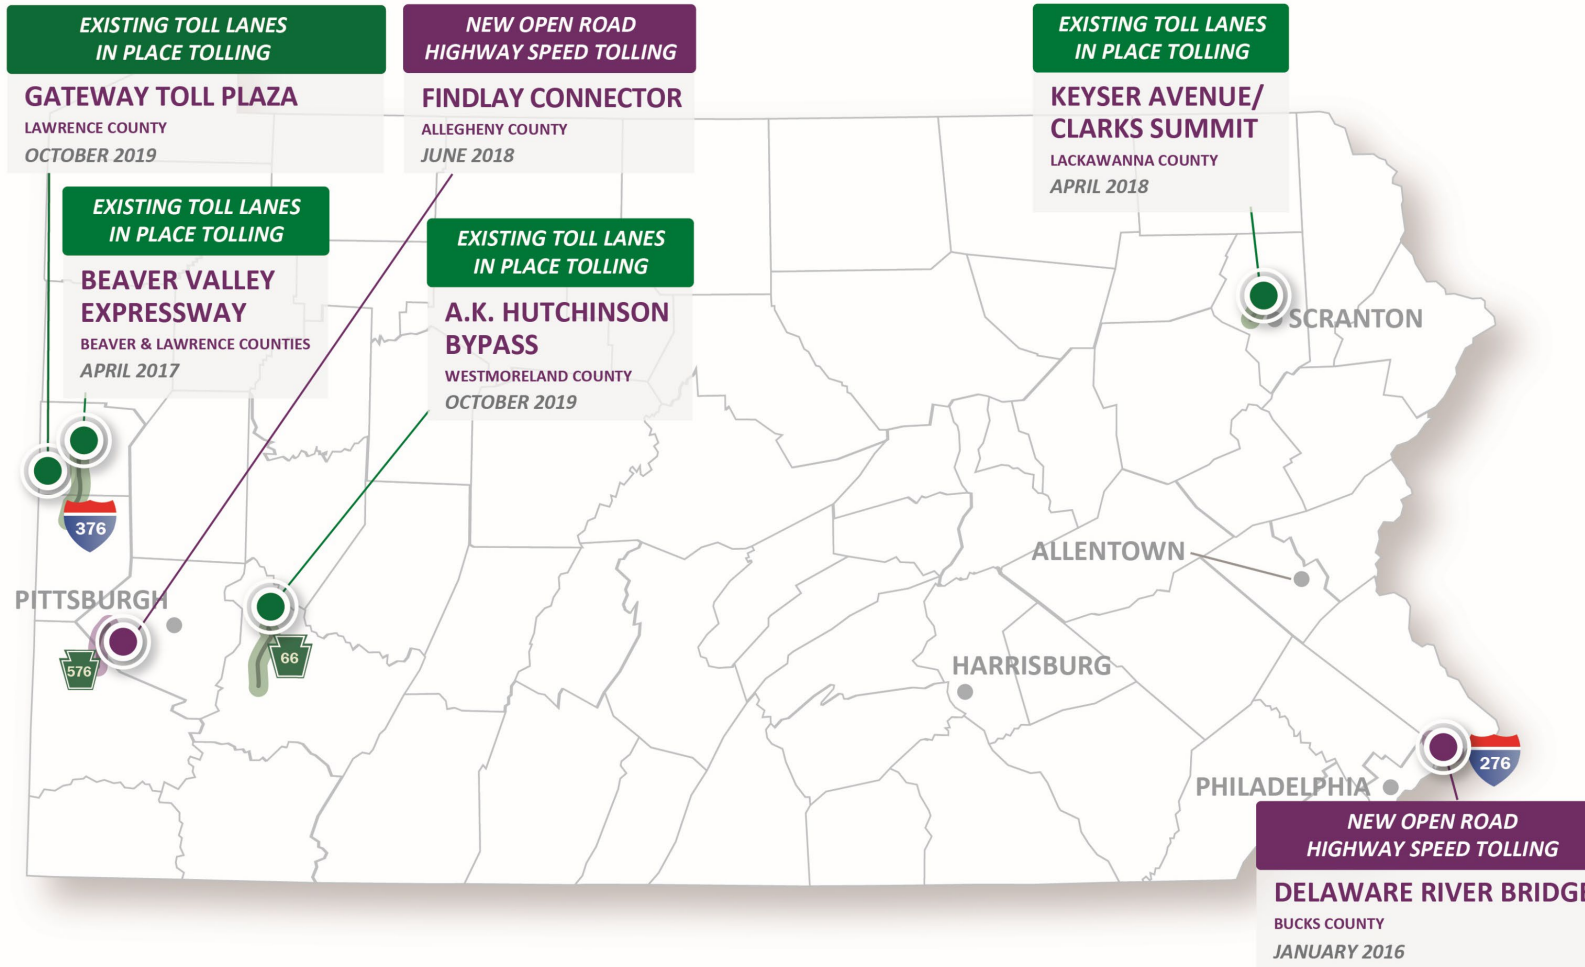 EXISTING TOLL LANES
IN PLACE TOLLING
GATEWAY TOLL PLAZA
LAWRENCE COUNTY
OCTOBER 2019
NEW OPEN ROAD
HIGHWAY SPEED TOLLING
FINDLAY CONNECTOR
ALLEGHENY COUNTY
JUNE 2018
EXISTING TOLL LANES
IN PLACE TOLLING
KEYSER AVENUE/
CLARKS SUMMIT
LACKAWANNA COUNTY
APRIL 2018
EXISTING TOLL LANES
IN PLACE TOLLING
BEAVER VALLEY
EXPRESSWAY
BEAVER & LAWRENCE COUNTIES
APRIL 2017
EXISTING TOLL LANES
IN PLACE TOLLING
A.K. HUTCHINSON
BYPASS
WESTMORELAND COUNTY
OCTOBER 2019
SCRANTON
376
ALLENTOWN
PITTSBURGH
576
66
HARRISBURG
276
PHILADELPHIA
NEW OPEN ROAD
HIGHWAY SPEED TOLLING
DELAWARE RIVER BRIDGE
BUCKS COUNTY
JANUARY 2016